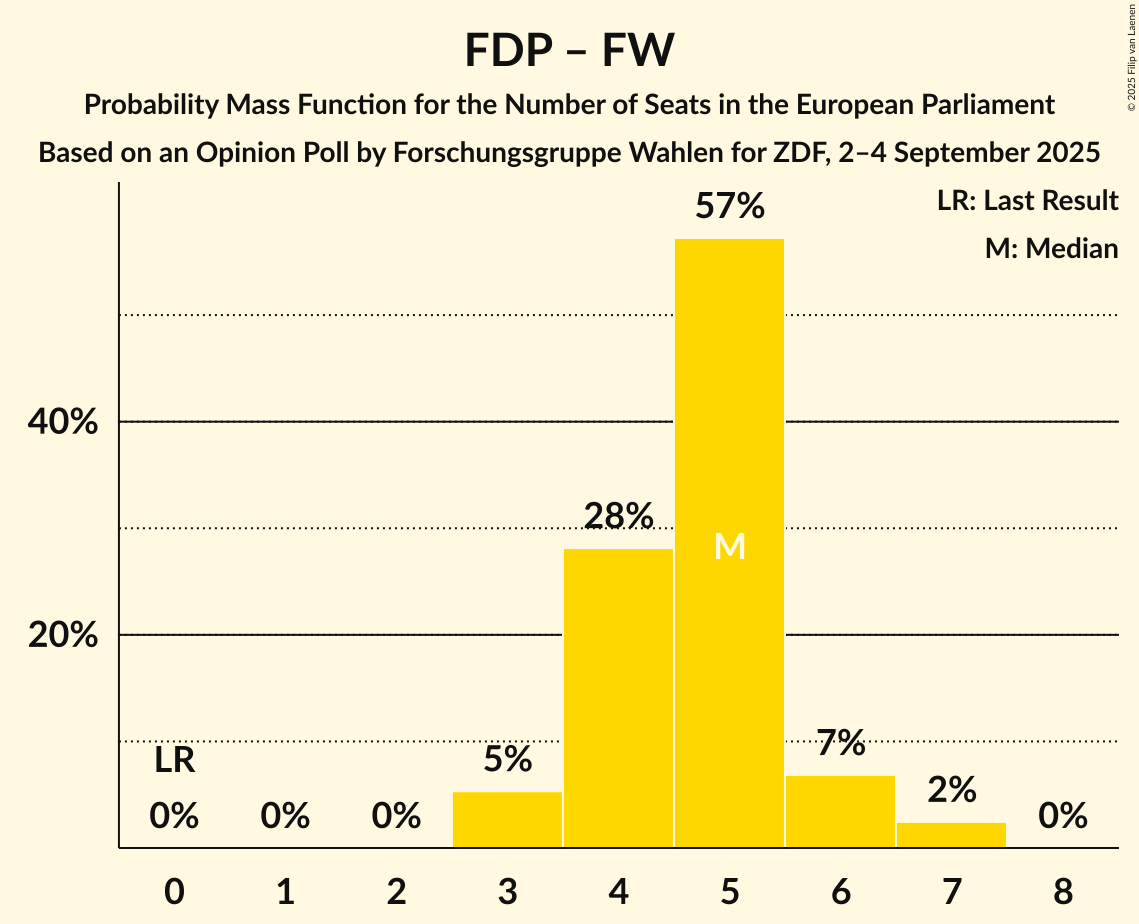 FDP – FW
Probability Mass Function for the Number of Seats in the European Parliament
Based on an Opinion Poll by Forschungsgruppe Wahlen for ZDF, 2–4 September 2025
© 2025 Filip van Laenen
LR: Last Result
M: Median
57%
40%
28%
M
20%
LR
5%
7%
2%
0%
0%
0%
0%
0 1 2 3 4 5 6 7 8